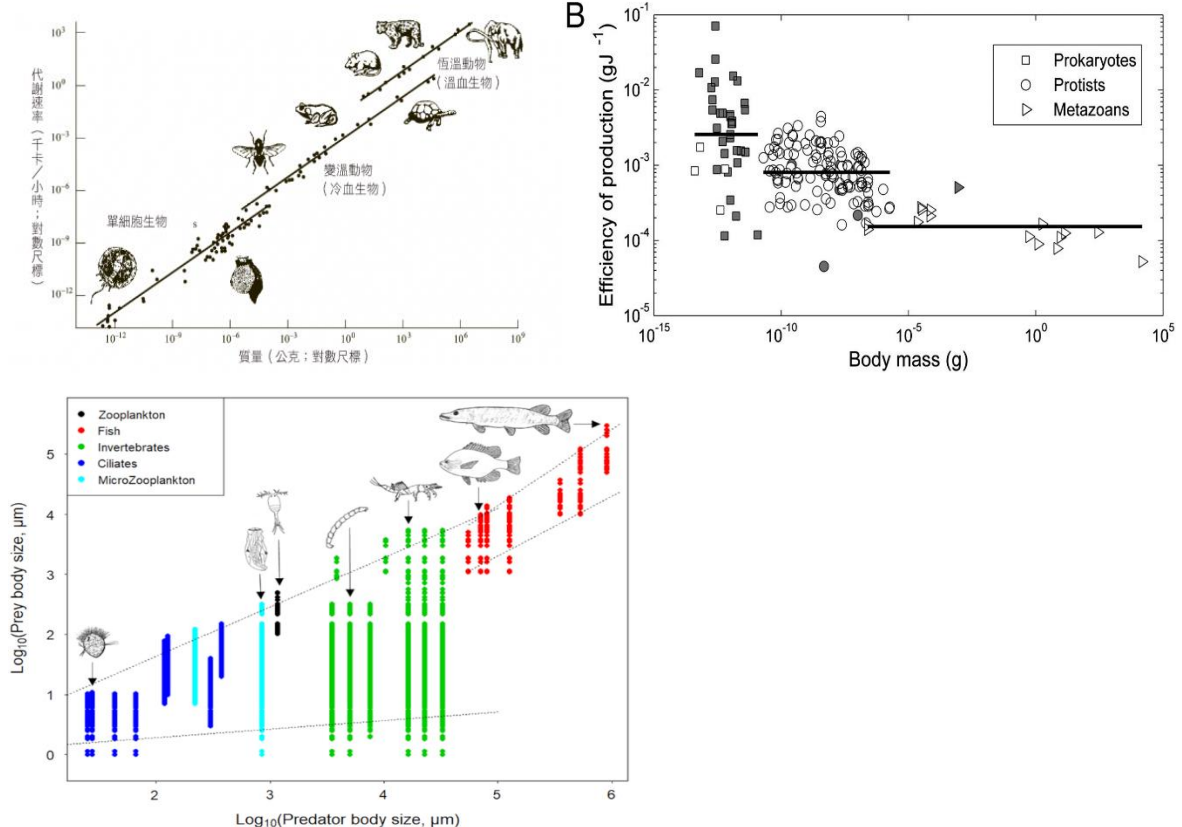 代謝速率（千卡／小時；對數尺標）
10³
10⁰
10⁻³
10⁻⁶
10⁻⁹
10⁻¹²
恆溫動物
（溫血生物）
變溫動物
（冷血生物）
單細胞生物
s
10⁻¹² 10⁻⁹ 10⁻⁶ 10⁻³ 10⁰ 10³ 10⁶ 10⁹
質量（公克；對數尺標）
B
Efficiency of production (gJ⁻¹)
10⁻¹
10⁻²
10⁻³
10⁻⁴
10⁻⁵
Prokaryotes
Protists
Metazoans
10⁻¹⁵ 10⁻¹⁰ 10⁻⁵ 10⁰ 10⁵
Body mass (g)
Zooplankton
Fish
Invertebrates
Ciliates
MicroZooplankton
Log₁₀(Prey body size, µm)
5
4
3
2
1
0
2 3 4 5 6
Log₁₀(Predator body size, µm)